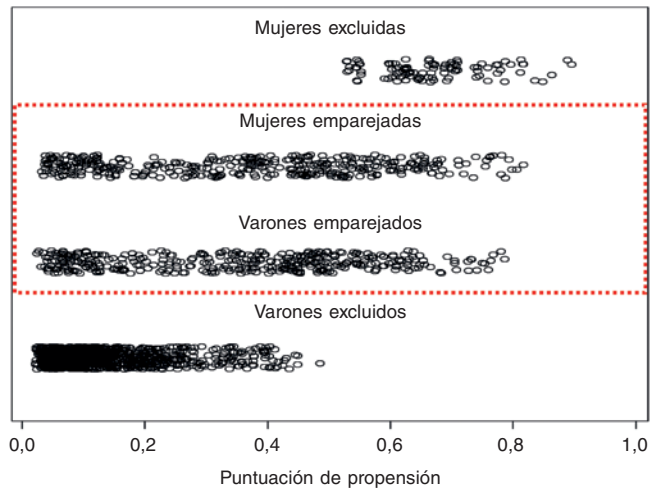 Mujeres excluidas
Mujeres emparejadas
Varones emparejados
Varones excluidos
0,0 0,2 0,4 0,6 0,8 1,0
Puntuación de propensión